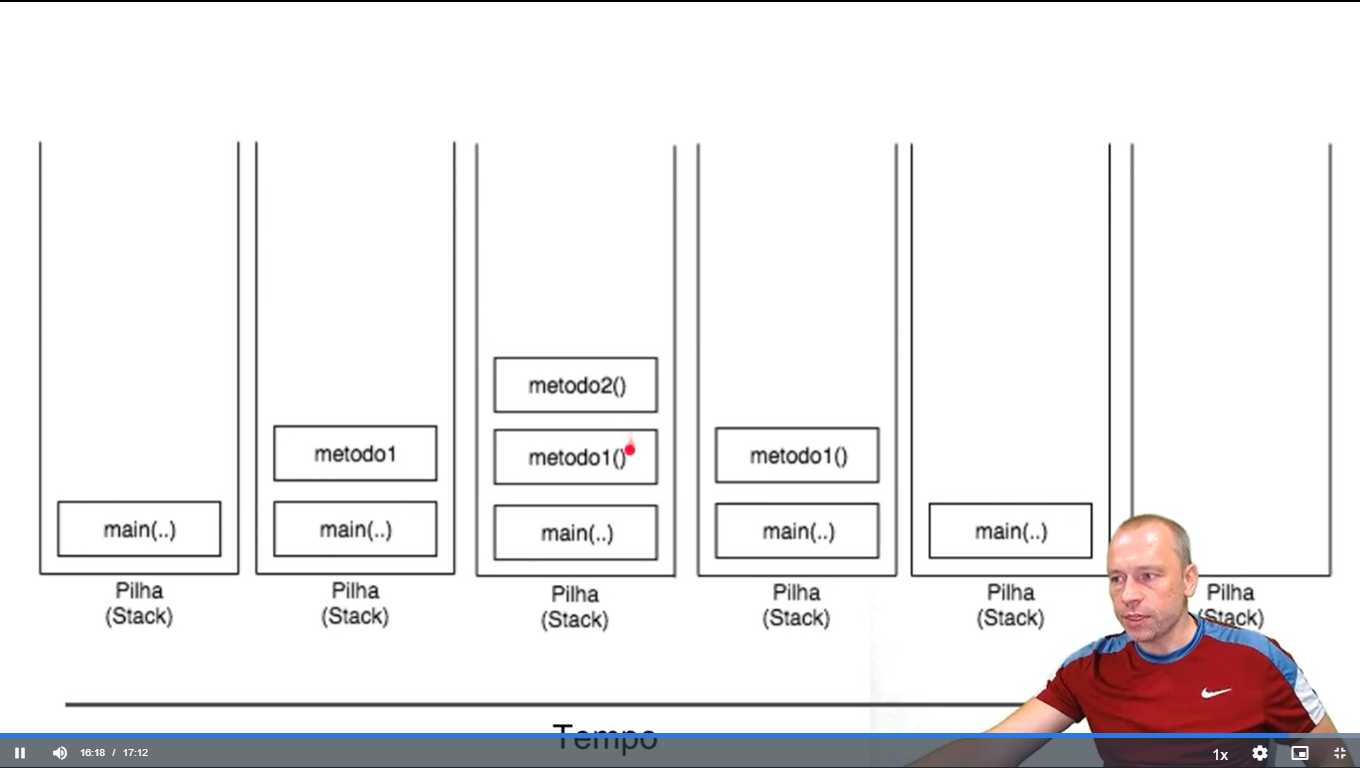 metodo2()
metodo1
metodo1()
metodo1()
main(..)
main(..)
main(..)
main(..)
main(..)
Pilha
(Stack)
Pilha
(Stack)
Pilha
(Stack)
Pilha
(Stack)
Pilha
(Stack)
Pilha
(Stack)
Tempo
16:18 / 17:12
1x